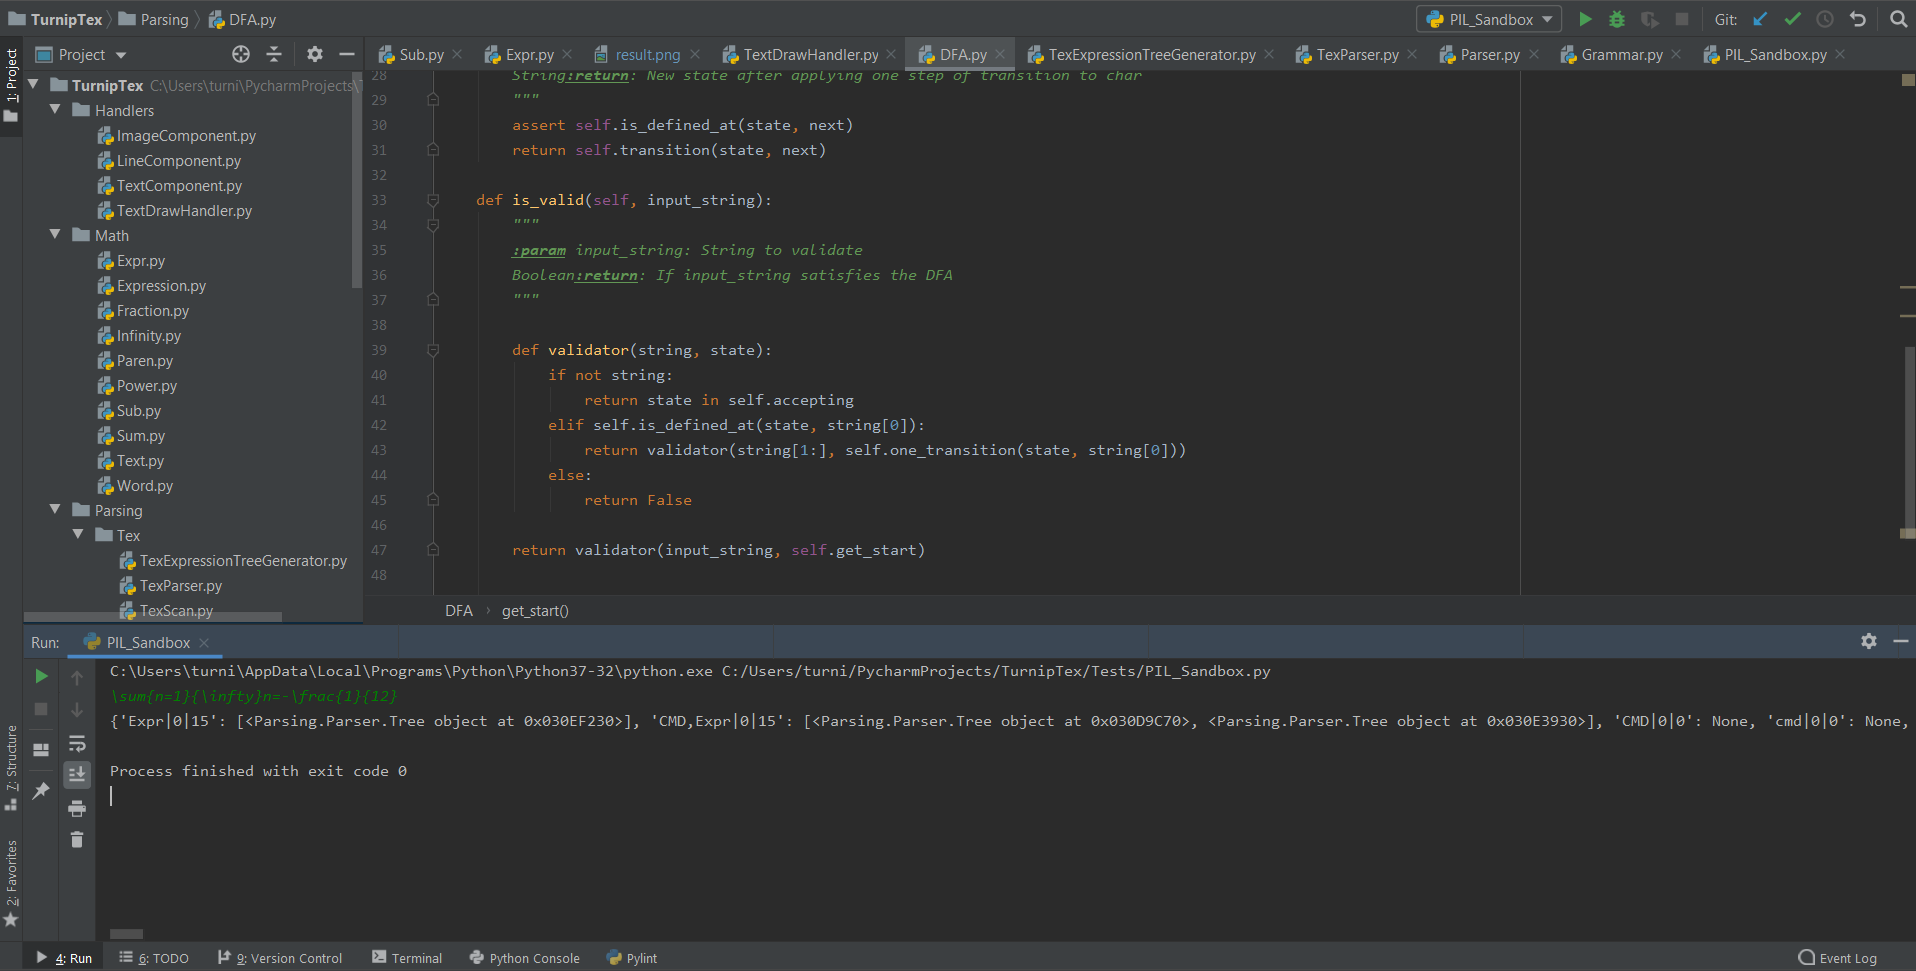 TurnipTex Parsing DFA.py PIL_Sandbox Git:
1: Project
Project
Sub.py Expr.py result.png TextDrawHandler.py DFA.py TexExpressionTreeGenerator.py TexParser.py Parser.py Grammar.py PIL_Sandbox.py
TurnipTex C:\Users\turni\PycharmProjects\
Handlers
ImageComponent.py
LineComponent.py
TextComponent.py
TextDrawHandler.py
Math
Expr.py
Expression.py
Fraction.py
Infinity.py
Paren.py
Power.py
Sub.py
Sum.py
Text.py
Word.py
Parsing
Tex
TexExpressionTreeGenerator.py
TexParser.py
TexScan.py
28 String:return: New state after applying one step of transition to char
29 """
30 assert self.is_defined_at(state, next)
31 return self.transition(state, next)
32
33 def is_valid(self, input_string):
34 """
35 :param input_string: String to validate
36 Boolean:return: If input_string satisfies the DFA
37 """
38
39 def validator(string, state):
40 if not string:
41 return state in self.accepting
42 elif self.is_defined_at(state, string[0]):
43 return validator(string[1:], self.one_transition(state, string[0]))
44 else:
45 return False
46
47 return validator(input_string, self.get_start)
48
DFA › get_start()
Run: PIL_Sandbox
C:\Users\turni\AppData\Local\Programs\Python\Python37-32\python.exe C:/Users/turni/PycharmProjects/TurnipTex/Tests/PIL_Sandbox.py
\sum{n=1}{\infty}n=-\frac{1}{12}
{'Expr|0|15': [<Parsing.Parser.Tree object at 0x030EF230>], 'CMD,Expr|0|15': [<Parsing.Parser.Tree object at 0x030D9C70>, <Parsing.Parser.Tree object at 0x030E3930>], 'CMD|0|0': None, 'cmd|0|0': None,
Process finished with exit code 0
7: Structure
2: Favorites
4: Run 6: TODO 9: Version Control Terminal Python Console Pylint Event Log